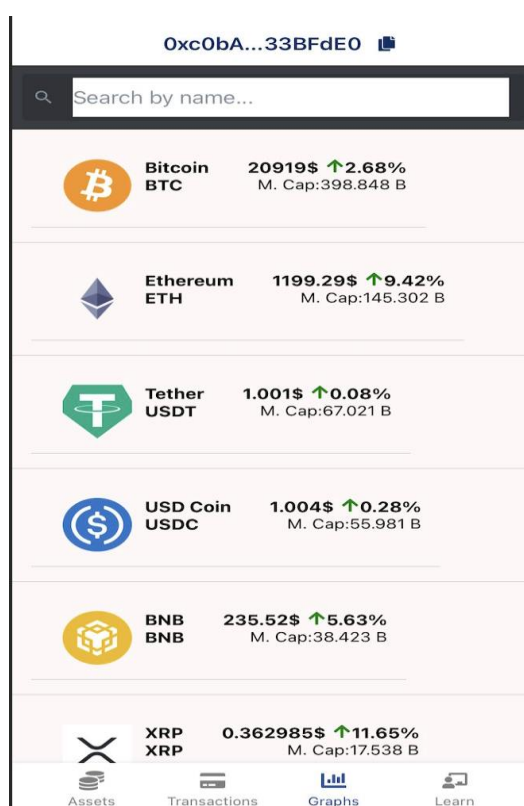 0xc0bA...33BFdE0
Search by name...
Bitcoin 20919$ ↑2.68%
BTC M. Cap:398.848 B
Ethereum 1199.29$ ↑9.42%
ETH M. Cap:145.302 B
Tether 1.001$ ↑0.08%
USDT M. Cap:67.021 B
USD Coin 1.004$ ↑0.28%
USDC M. Cap:55.981 B
BNB 235.52$ ↑5.63%
BNB M. Cap:38.423 B
XRP 0.362985$ ↑11.65%
XRP M. Cap:17.538 B
Assets Transactions Graphs Learn